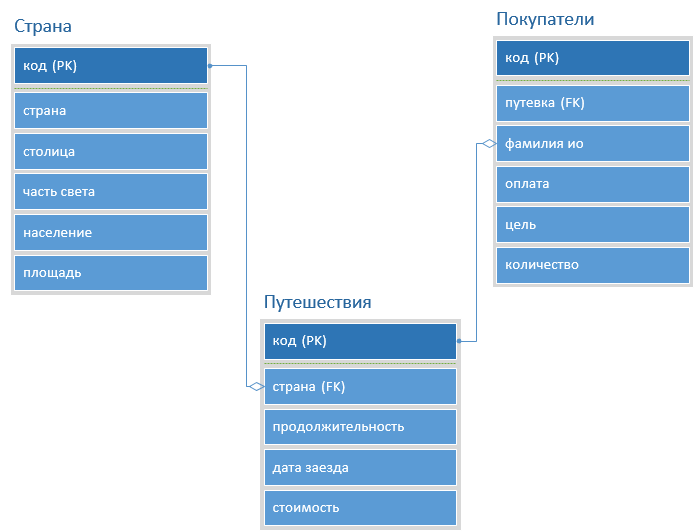 Страна
код (PK)
страна
столица
часть света
население
площадь
Покупатели
код (PK)
путевка (FK)
фамилия ио
оплата
цель
количество
Путешествия
код (PK)
страна (FK)
продолжительность
дата заезда
стоимость